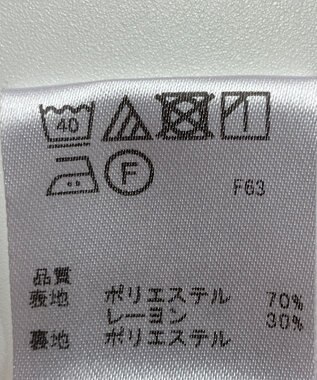 40
F F63
品質
表地 ポリエステル 70%
レーヨン 30%
裏地 ポリエステル